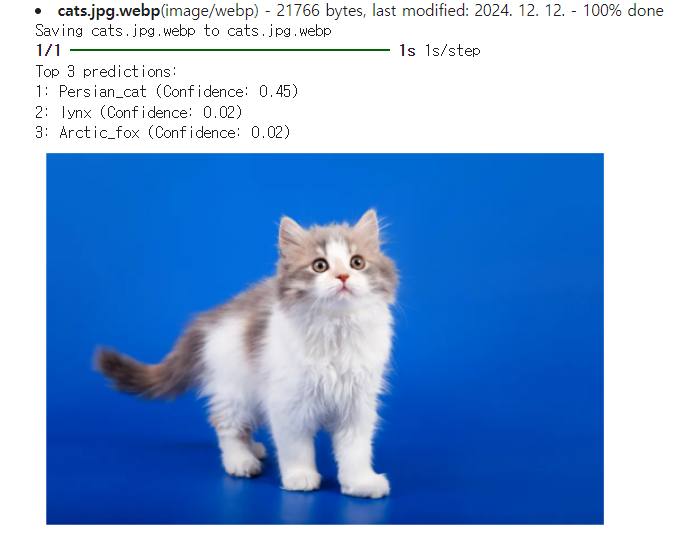 • cats.jpg.webp(image/webp) - 21766 bytes, last modified: 2024. 12. 12. - 100% done
Saving cats.jpg.webp to cats.jpg.webp
1/1 ━━━━━━━━━━━━━━━━━━━━ 1s 1s/step
Top 3 predictions:
1: Persian_cat (Confidence: 0.45)
2: lynx (Confidence: 0.02)
3: Arctic_fox (Confidence: 0.02)